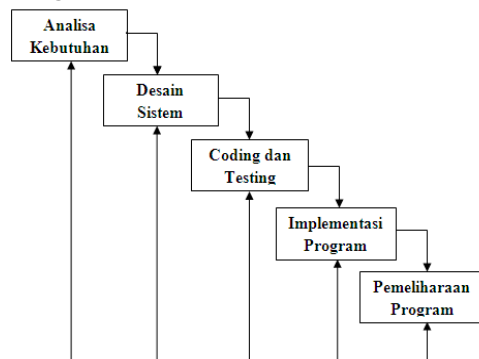 Analisa
Kebutuhan
Desain
Sistem
Coding dan
Testing
Implementasi
Program
Pemeliharaan
Program